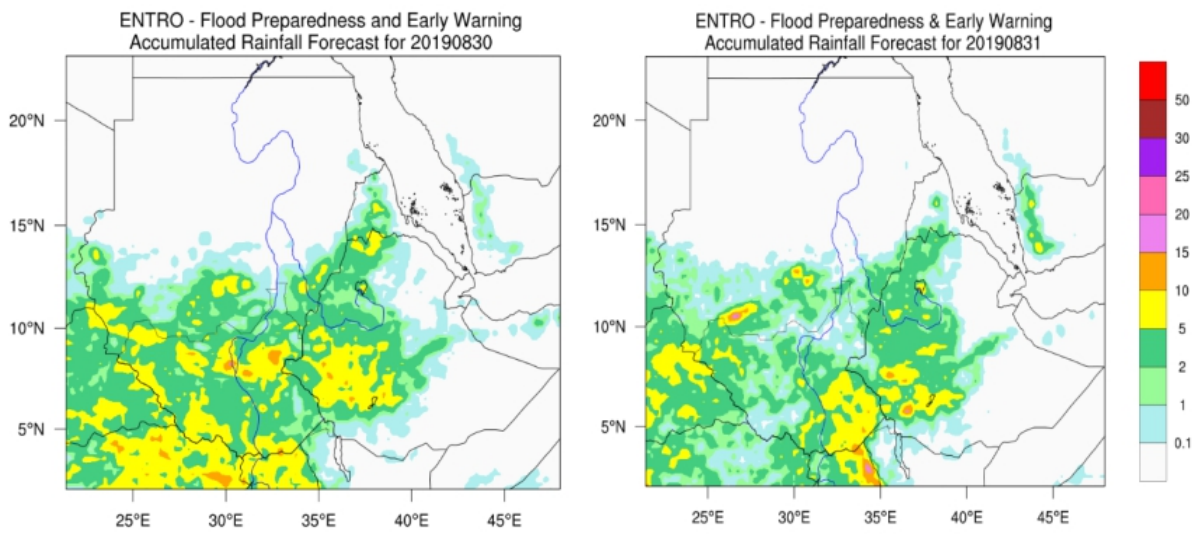 ENTRO - Flood Preparedness and Early Warning
Accumulated Rainfall Forecast for 20190830
20°N
15°N
10°N
5°N
25°E
30°E
35°E
40°E
45°E
ENTRO - Flood Preparedness & Early Warning
Accumulated Rainfall Forecast for 20190831
20°N
15°N
10°N
5°N
25°E
30°E
35°E
40°E
45°E
50
30
25
20
15
10
5
2
1
0.1